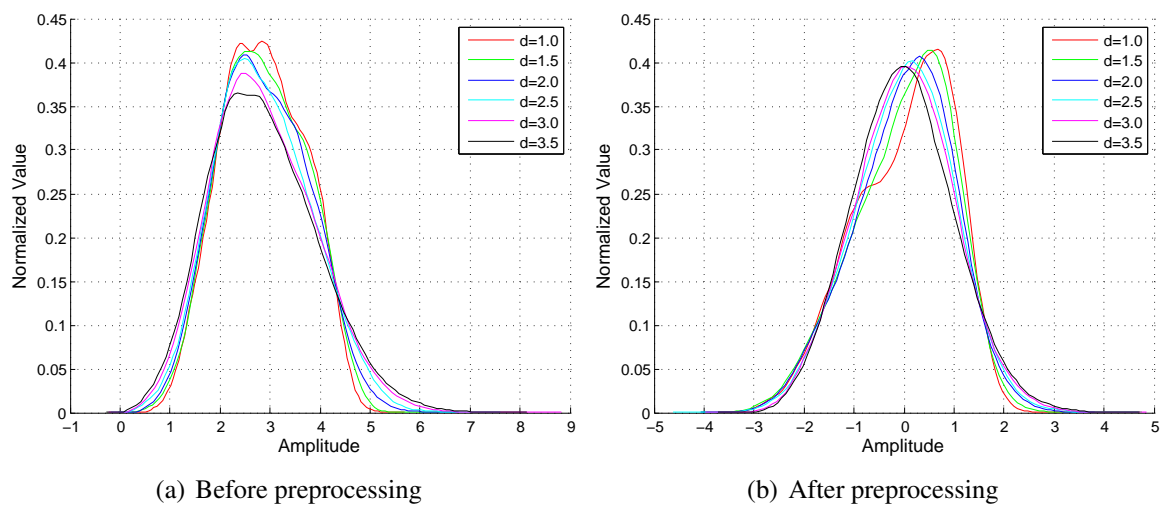 0.45
0.4
0.35
0.3
0.25
0.2
0.15
0.1
0.05
0
Normalized Value
-1 0 1 2 3 4 5 6 7 8 9
Amplitude
d=1.0
d=1.5
d=2.0
d=2.5
d=3.0
d=3.5
(a) Before preprocessing
0.45
0.4
0.35
0.3
0.25
0.2
0.15
0.1
0.05
0
Normalized Value
-5 -4 -3 -2 -1 0 1 2 3 4 5
Amplitude
d=1.0
d=1.5
d=2.0
d=2.5
d=3.0
d=3.5
(b) After preprocessing